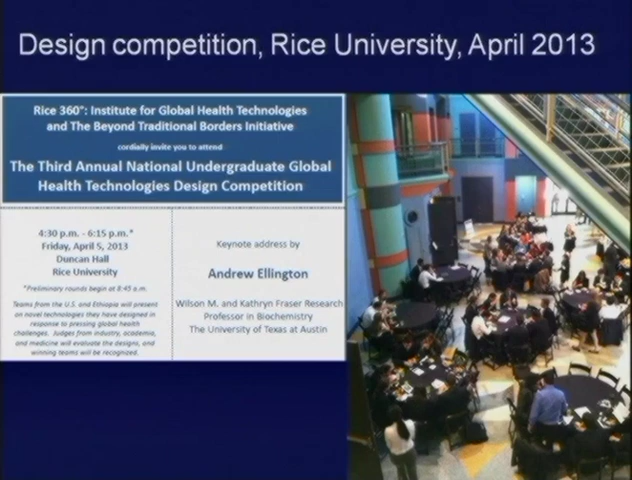 Design competition, Rice University, April 2013
Rice 360°: Institute for Global Health Technologies
and The Beyond Traditional Borders Initiative
cordially invite you to attend
The Third Annual National Undergraduate Global
Health Technologies Design Competition
4:30 p.m. - 6:15 p.m.*
Friday, April 5, 2013
Duncan Hall
Rice University
*Preliminary rounds begin at 8:45 a.m.
Teams from the U.S. and Ethiopia will present
on novel technologies they have designed in
response to pressing global health
challenges. Judges from industry, academia,
and medicine will evaluate the designs, and
winning teams will be recognized.
Keynote address by
Andrew Ellington
Wilson M. and Kathryn Fraser Research
Professor in Biochemistry
The University of Texas at Austin